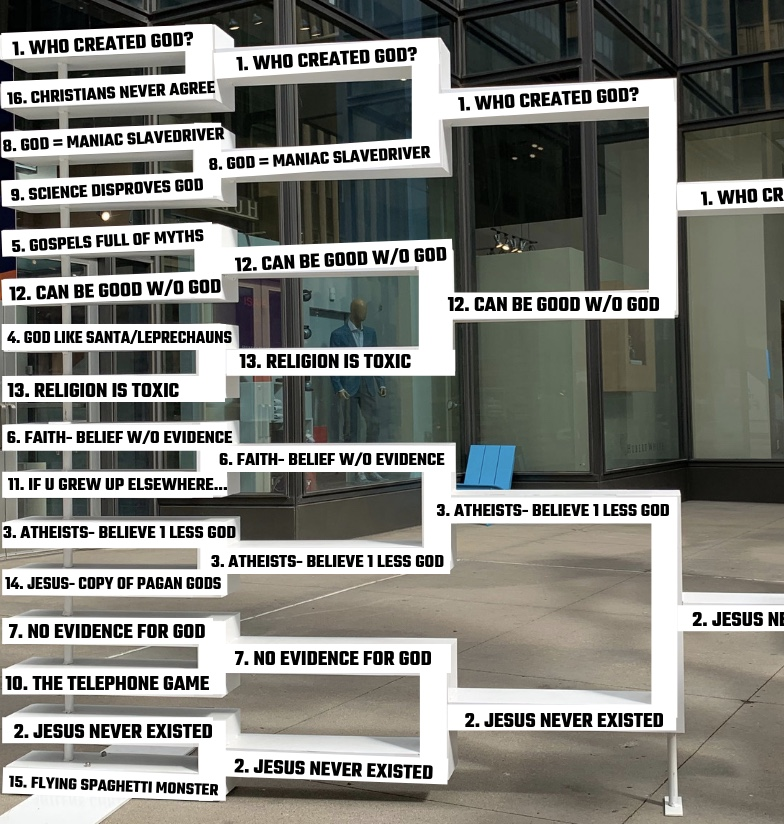 1. WHO CREATED GOD?
16. CHRISTIANS NEVER AGREE
8. GOD = MANIAC SLAVEDRIVER
9. SCIENCE DISPROVES GOD
5. GOSPELS FULL OF MYTHS
12. CAN BE GOOD W/O GOD
4. GOD LIKE SANTA/LEPRECHAUNS
13. RELIGION IS TOXIC
6. FAITH- BELIEF W/O EVIDENCE
11. IF U GREW UP ELSEWHERE...
3. ATHEISTS- BELIEVE 1 LESS GOD
14. JESUS- COPY OF PAGAN GODS
7. NO EVIDENCE FOR GOD
10. THE TELEPHONE GAME
2. JESUS NEVER EXISTED
15. FLYING SPAGHETTI MONSTER
1. WHO CREATED GOD?
8. GOD = MANIAC SLAVEDRIVER
12. CAN BE GOOD W/O GOD
13. RELIGION IS TOXIC
6. FAITH- BELIEF W/O EVIDENCE
3. ATHEISTS- BELIEVE 1 LESS GOD
7. NO EVIDENCE FOR GOD
2. JESUS NEVER EXISTED
1. WHO CREATED GOD?
12. CAN BE GOOD W/O GOD
3. ATHEISTS- BELIEVE 1 LESS GOD
2. JESUS NEVER EXISTED
1. WHO CR
2. JESUS NE